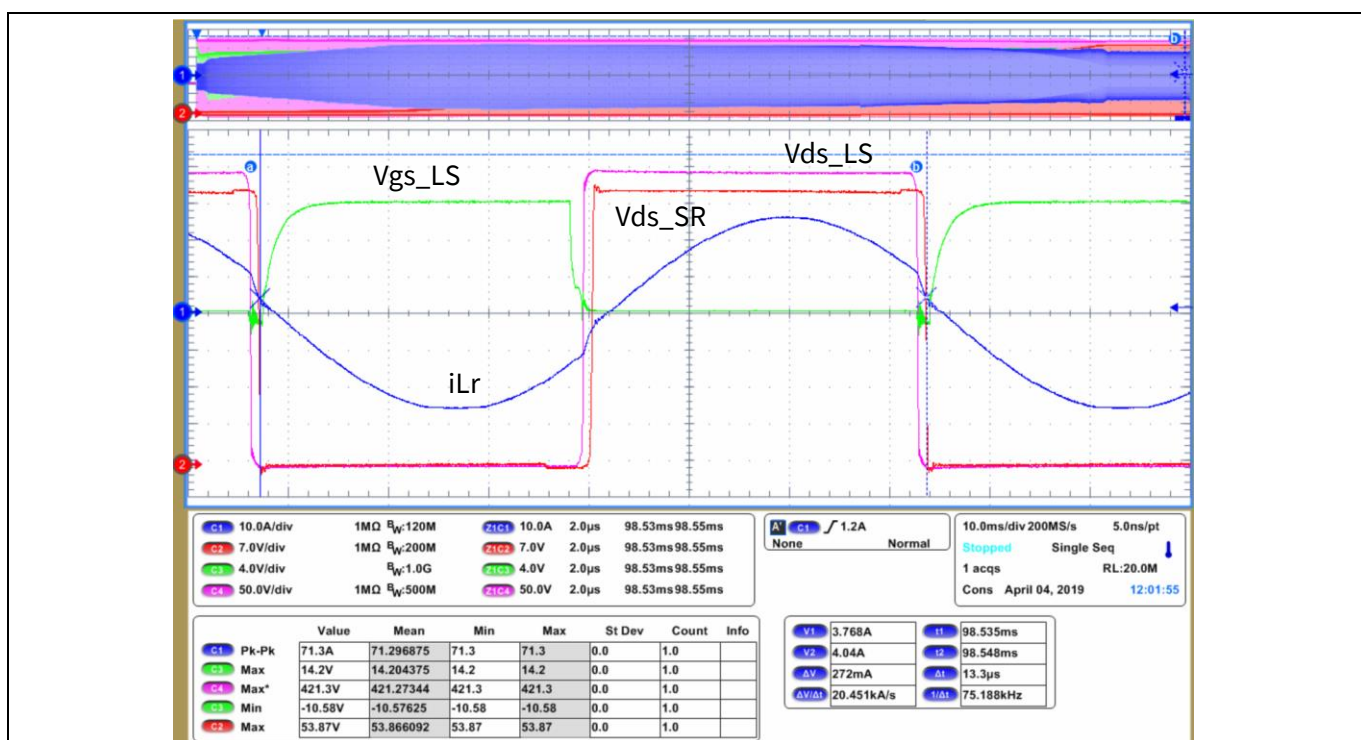 b
1
2
a
b
Vgs_LS
Vds_LS
Vds_SR
iLr
1
2
C1 10.0A/div 1MΩ BW:120M Z1C1 10.0A 2.0µs 98.53ms98.55ms
C2 7.0V/div 1MΩ BW:200M Z1C2 7.0V 2.0µs 98.53ms98.55ms
C3 4.0V/div BW:1.0G Z1C3 4.0V 2.0µs 98.53ms98.55ms
C4 50.0V/div 1MΩ BW:500M Z1C4 50.0V 2.0µs 98.53ms98.55ms
A' C1 1.2A
None Normal
10.0ms/div 200MS/s 5.0ns/pt
Stopped Single Seq
1 acqs RL:20.0M
Cons April 04, 2019 12:01:55
Value Mean Min Max St Dev Count Info
C1 Pk-Pk 71.3A 71.296875 71.3 71.3 0.0 1.0
C3 Max 14.2V 14.204375 14.2 14.2 0.0 1.0
C4 Max* 421.3V 421.27344 421.3 421.3 0.0 1.0
C3 Min -10.58V -10.57625 -10.58 -10.58 0.0 1.0
C2 Max 53.87V 53.866092 53.87 53.87 0.0 1.0
V1 3.768A t1 98.535ms
V2 4.04A t2 98.548ms
ΔV 272mA Δt 13.3µs
ΔV/Δt 20.451kA/s 1/Δt 75.188kHz